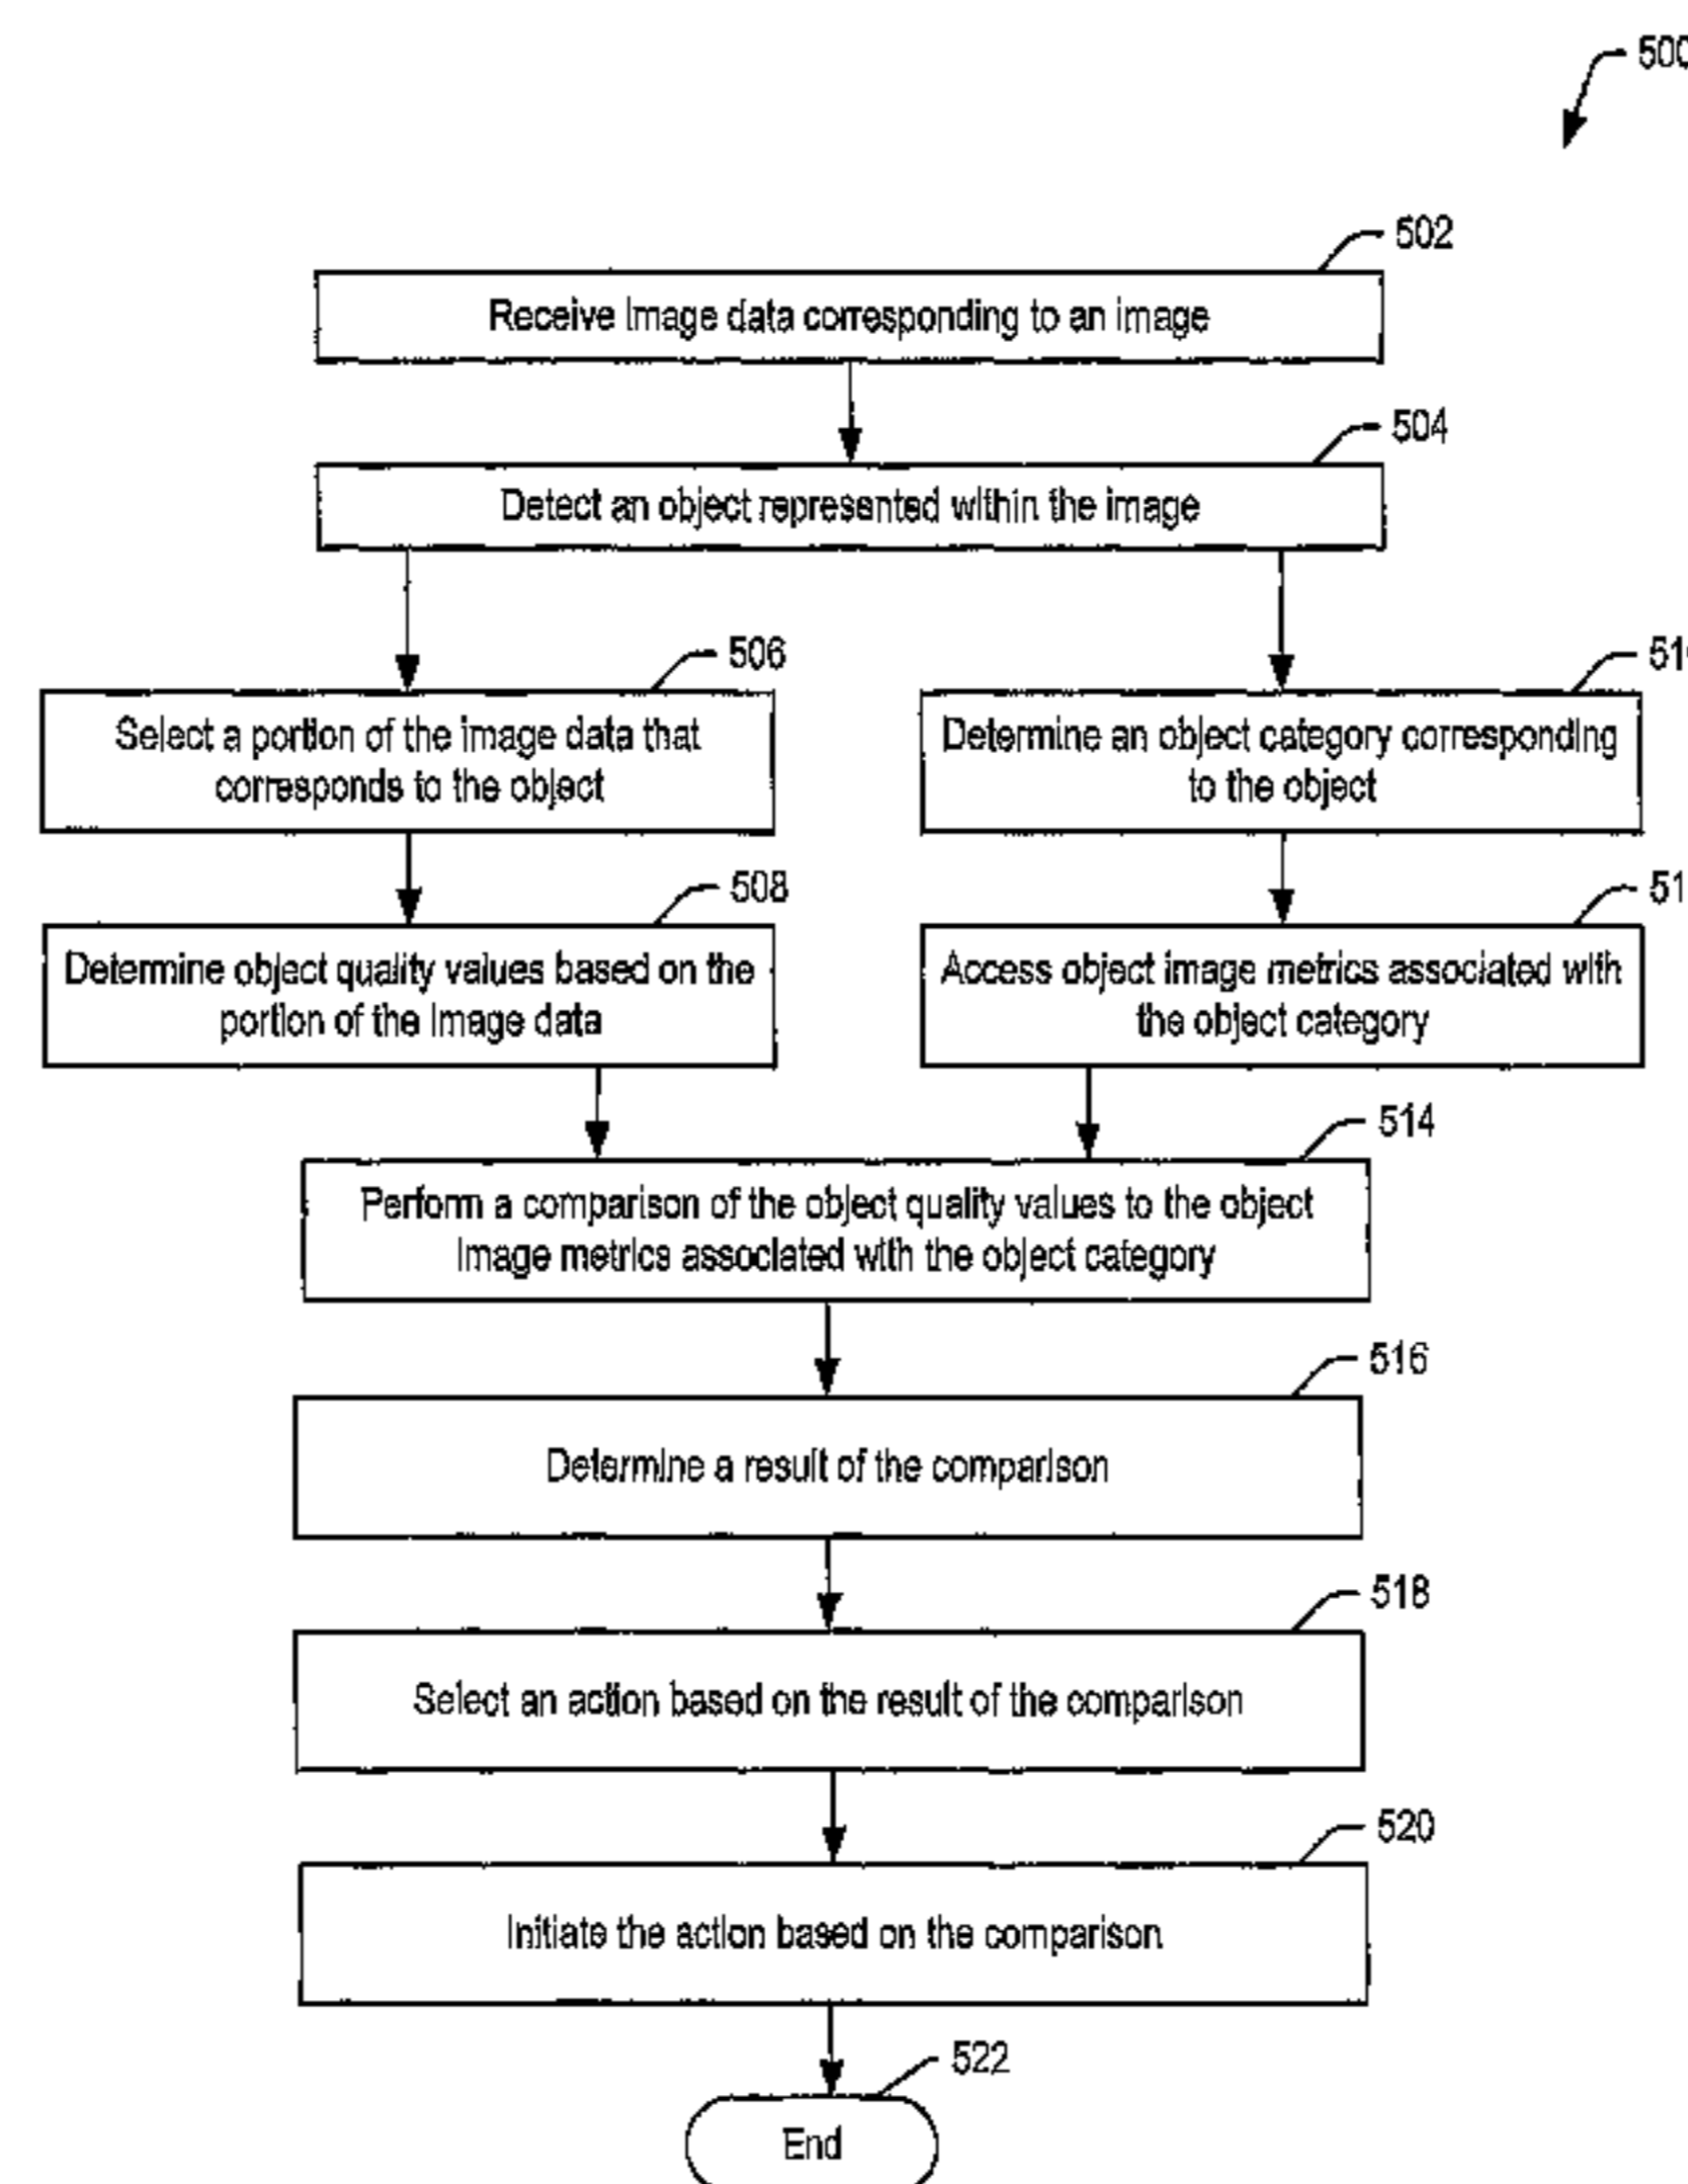 500
502
Receive image data corresponding to an image
504
Detect an object represented within the image
506
Select a portion of the image data that
corresponds to the object
Determine an object category corresponding
to the object
508
Determine object quality values based on the
portion of the image data
Access object image metrics associated with
the object category
514
Perform a comparison of the object quality values to the object
image metrics associated with the object category
516
Determine a result of the comparison
518
Select an action based on the result of the comparison
520
Initiate the action based on the comparison
522
End